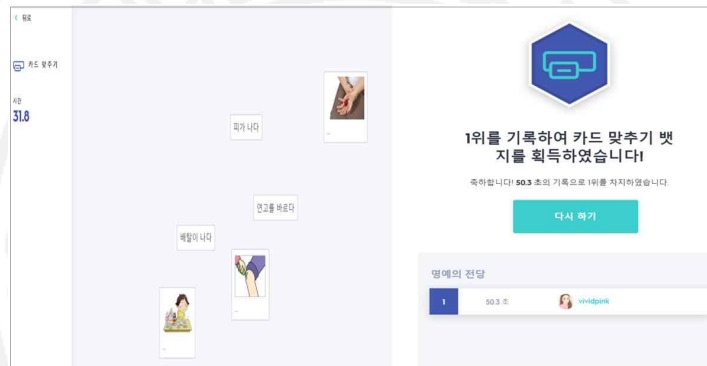 뒤로
카드 맞추기
시간
31.8
피가 나다
연고를 바르다
배탈이 나다
1위를 기록하여 카드 맞추기 뱃
지를 획득하였습니다!
축하합니다! 50.3 초의 기록으로 1위를 차지하였습니다.
다시 하기
명예의 전당
1 50.3 초 vividpink